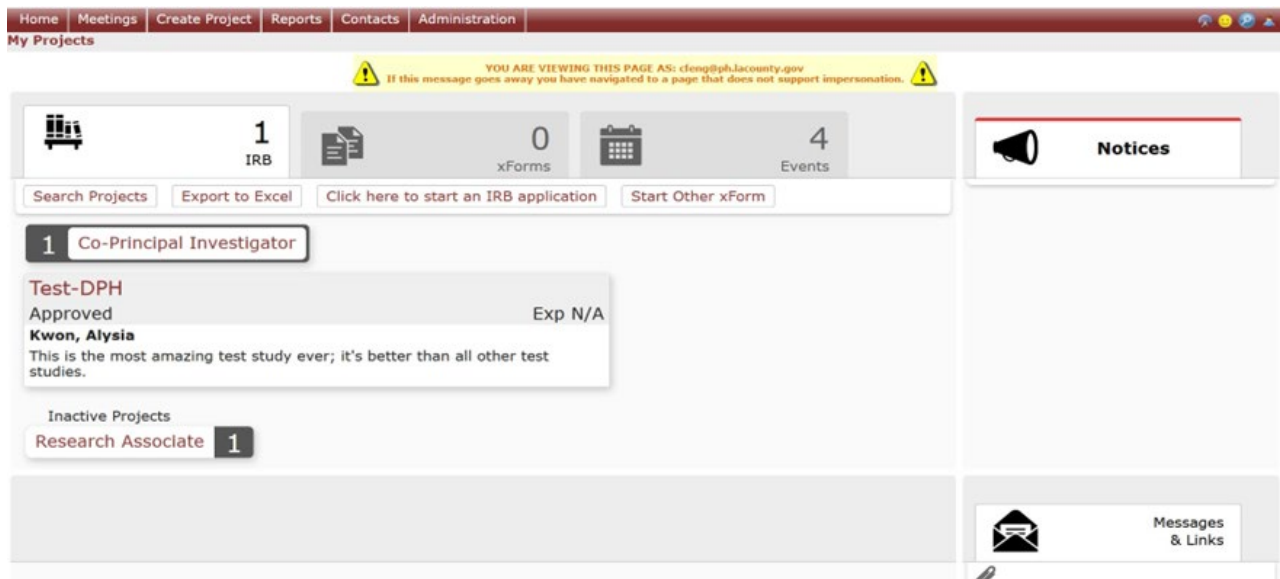 Home Meetings Create Project Reports Contacts Administration
My Projects
YOU ARE VIEWING THIS PAGE AS: cfeng@ph.lacounty.gov
If this message goes away you have navigated to a page that does not support impersonation.
1
IRB
0
xForms
4
Events
Notices
Search Projects Export to Excel Click here to start an IRB application Start Other xForm
1 Co-Principal Investigator
Test-DPH
Approved Exp N/A
Kwon, Alysia
This is the most amazing test study ever; it's better than all other test
studies.
Inactive Projects
Research Associate 1
Messages
& Links